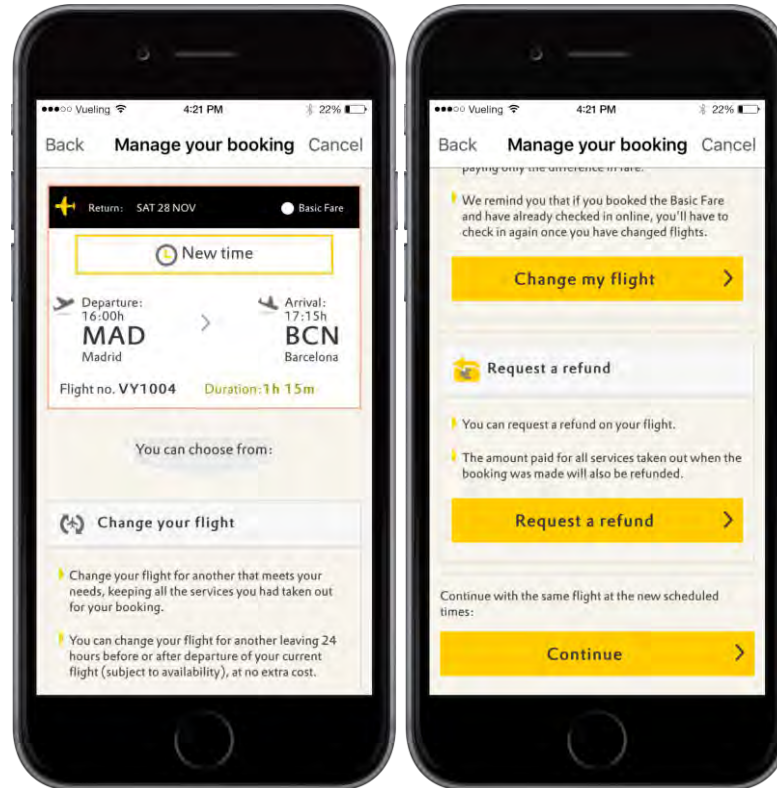 Vueling 4:21 PM 22%
Back Manage your booking Cancel
Return: SAT 28 NOV Basic Fare
New time
Departure:
16:00h
MAD
Madrid
Arrival:
17:15h
BCN
Barcelona
Flight no. VY1004 Duration:1h 15m
You can choose from:
Change your flight
Change your flight for another that meets your
needs, keeping all the services you had taken out
for your booking.
You can change your flight for another leaving 24
hours before or after departure of your current
flight (subject to availability), at no extra cost.
Vueling 4:21 PM 22%
Back Manage your booking Cancel
paying only the difference in fare.
We remind you that if you booked the Basic Fare
and have already checked in online, you'll have to
check in again once you have changed flights.
Change my flight
Request a refund
You can request a refund on your flight.
The amount paid for all services taken out when the
booking was made will also be refunded.
Request a refund
Continue with the same flight at the new scheduled
times:
Continue